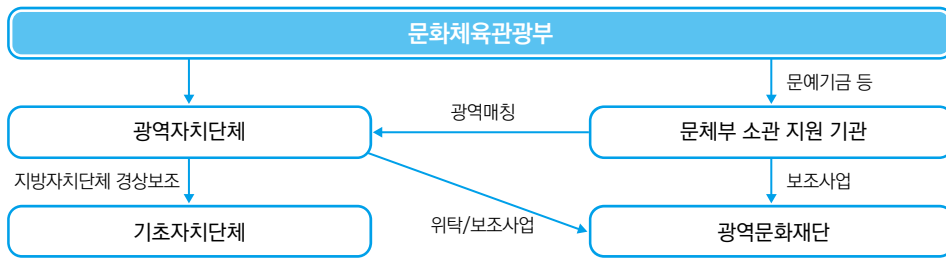 문화체육관광부
문예기금 등
광역매칭
광역자치단체
문체부 소관 지원 기관
지방자치단체 경상보조
보조사업
기초자치단체
위탁/보조사업
광역문화재단